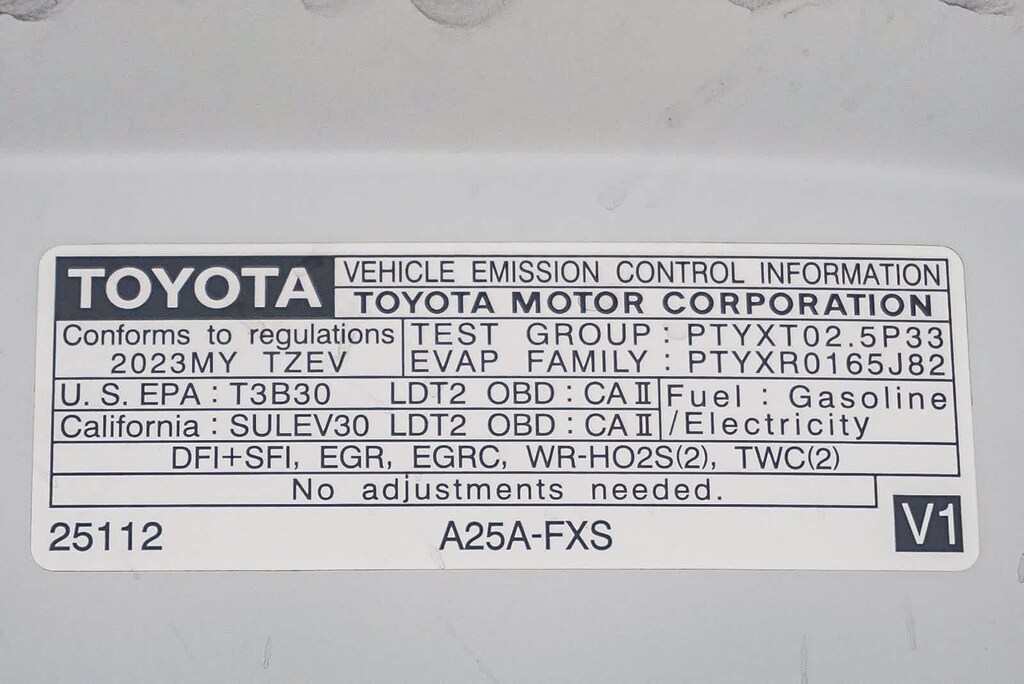 TOYOTA VEHICLE EMISSION CONTROL INFORMATION
TOYOTA MOTOR CORPORATION
Conforms to regulations
2023MY TZEV
TEST GROUP : PTYXT02.5P33
EVAP FAMILY : PTYXR0165J82
U.S. EPA : T3B30 LDT2 OBD : CA II
California : SULEV30 LDT2 OBD : CA II
Fuel : Gasoline
/Electricity
DFI+SFI, EGR, EGRC, WR-HO2S(2), TWC(2)
No adjustments needed.
25112 A25A-FXS V1